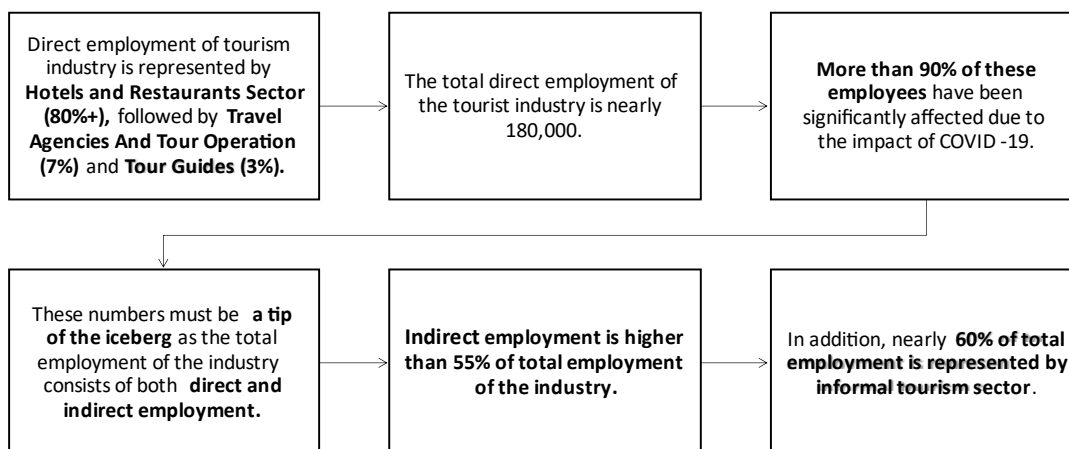 Direct employment of tourism
industry is represented by
Hotels and Restaurants Sector
(80%+), followed by Travel
Agencies And Tour Operation
(7%) and Tour Guides (3%).
The total direct employment of
the tourist industry is nearly
180,000.
More than 90% of these
employees have been
significantly affected due to
the impact of COVID -19.
These numbers must be a tip
of the iceberg as the total
employment of the industry
consists of both direct and
indirect employment.
Indirect employment is higher
than 55% of total employment
of the industry.
In addition, nearly 60% of total
employment is represented by
informal tourism sector.